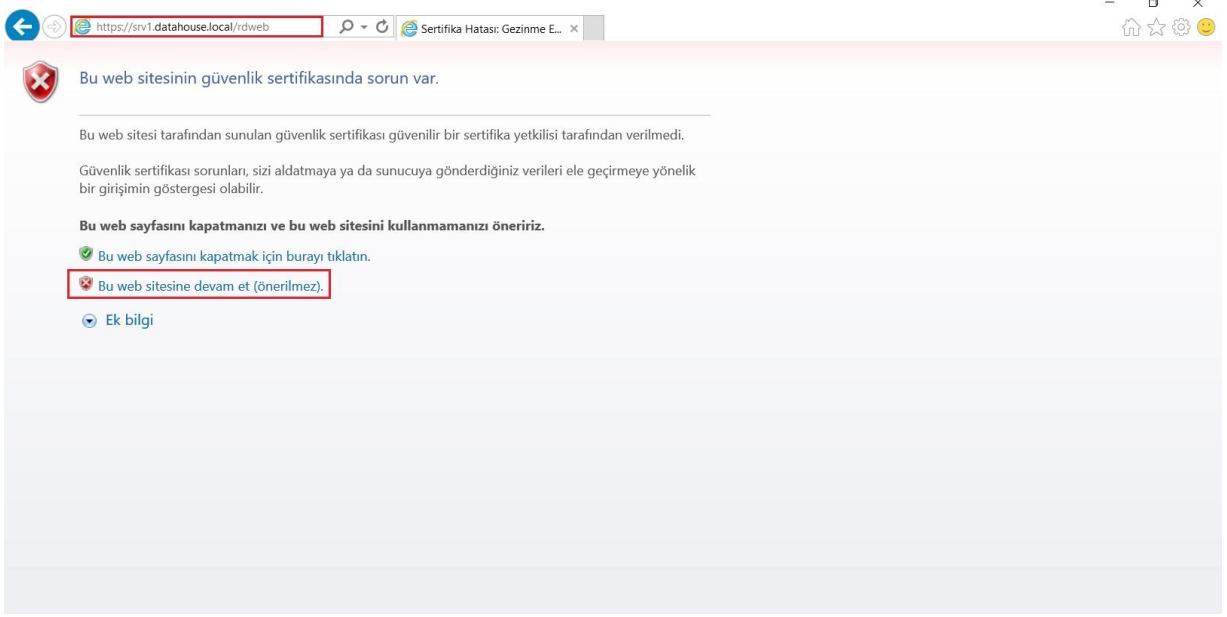 https://srv1.datahouse.local/rdweb
Sertifika Hatası: Gezinme E...
Bu web sitesinin güvenlik sertifikasında sorun var.
Bu web sitesi tarafından sunulan güvenlik sertifikası güvenilir bir sertifika yetkilisi tarafından verilmedi.
Güvenlik sertifikası sorunları, sizi aldatmaya ya da sunucuya gönderdiğiniz verileri ele geçirmeye yönelik
bir girişimin göstergesi olabilir.
Bu web sayfasını kapatmanızı ve bu web sitesini kullanmamanızı öneririz.
Bu web sayfasını kapatmak için burayı tıklatın.
Bu web sitesine devam et (önerilmez).
Ek bilgi